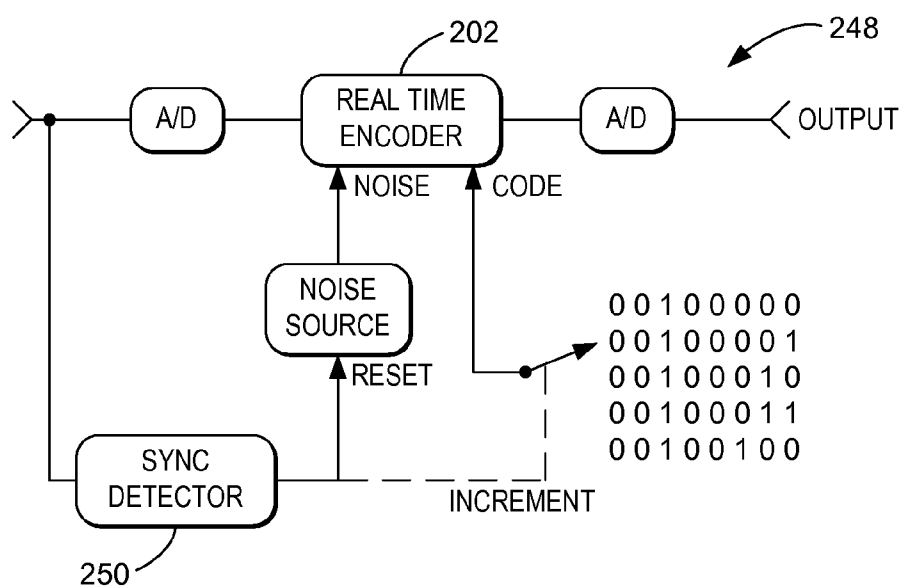 202
248
A/D
REAL TIME
ENCODER
A/D
OUTPUT
NOISE
CODE
NOISE
SOURCE
RESET
0 0 1 0 0 0 0 0
0 0 1 0 0 0 0 1
0 0 1 0 0 0 1 0
0 0 1 0 0 0 1 1
0 0 1 0 0 1 0 0
SYNC
DETECTOR
INCREMENT
250